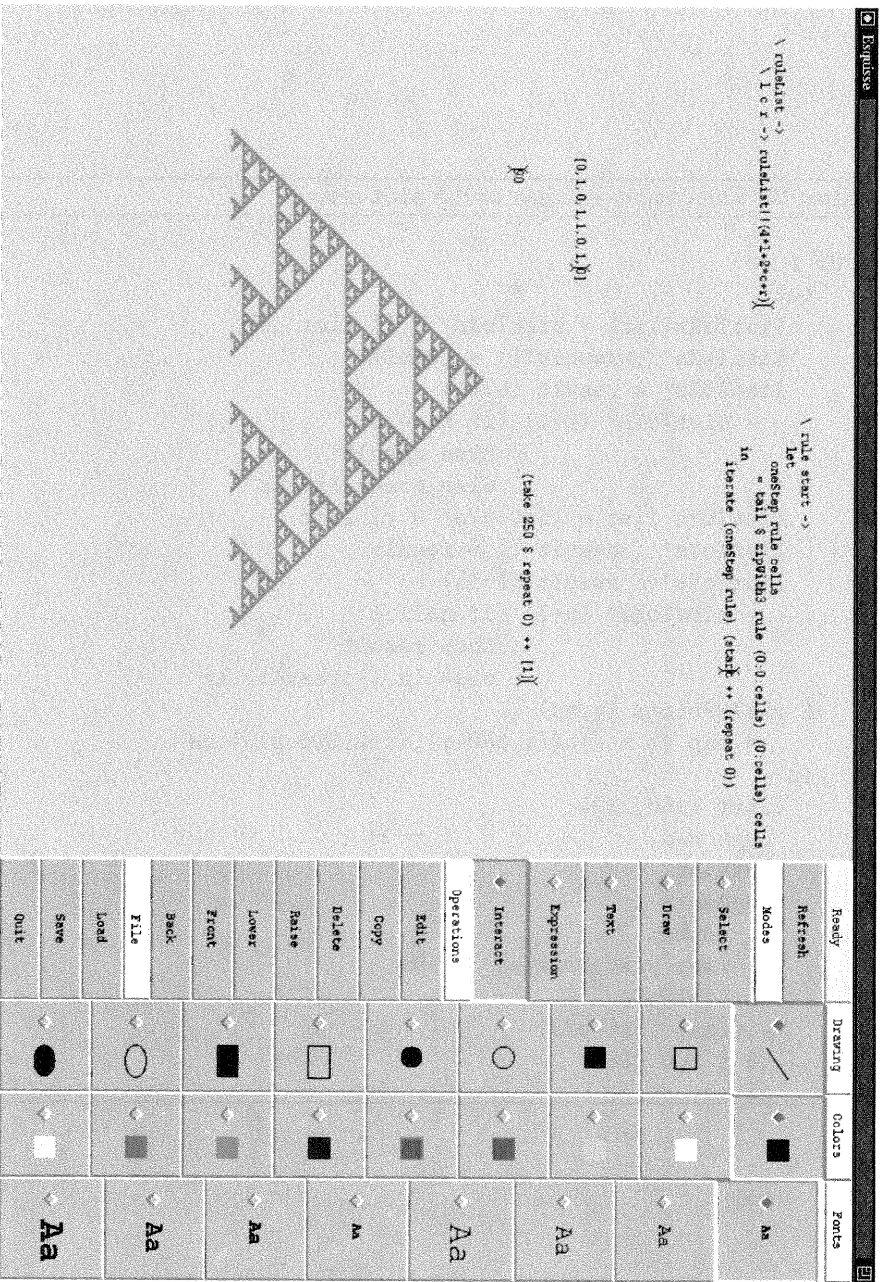 Esquisse
\ ruleList ->
\ l c r -> ruleList!!(4*l+2*c+r)
\ rule start ->
let
oneStep rule cells
= tail $ zipWith3 rule (0:0:cells) (0:cells) cells
in
iterate (oneStep rule) (start ++ (repeat 0))
[0,1,0,1,1,0,1,0]
(take 250 $ repeat 0) ++ [1]
Ready
Refresh
Modes
Select
Draw
Text
Expression
Interact
Operations
Edit
Copy
Delete
Raise
Lower
Front
Back
File
Load
Save
Quit
Drawing
Colors
Fonts
Aa
Aa
Aa
Aa
Aa
Aa
Aa
Aa